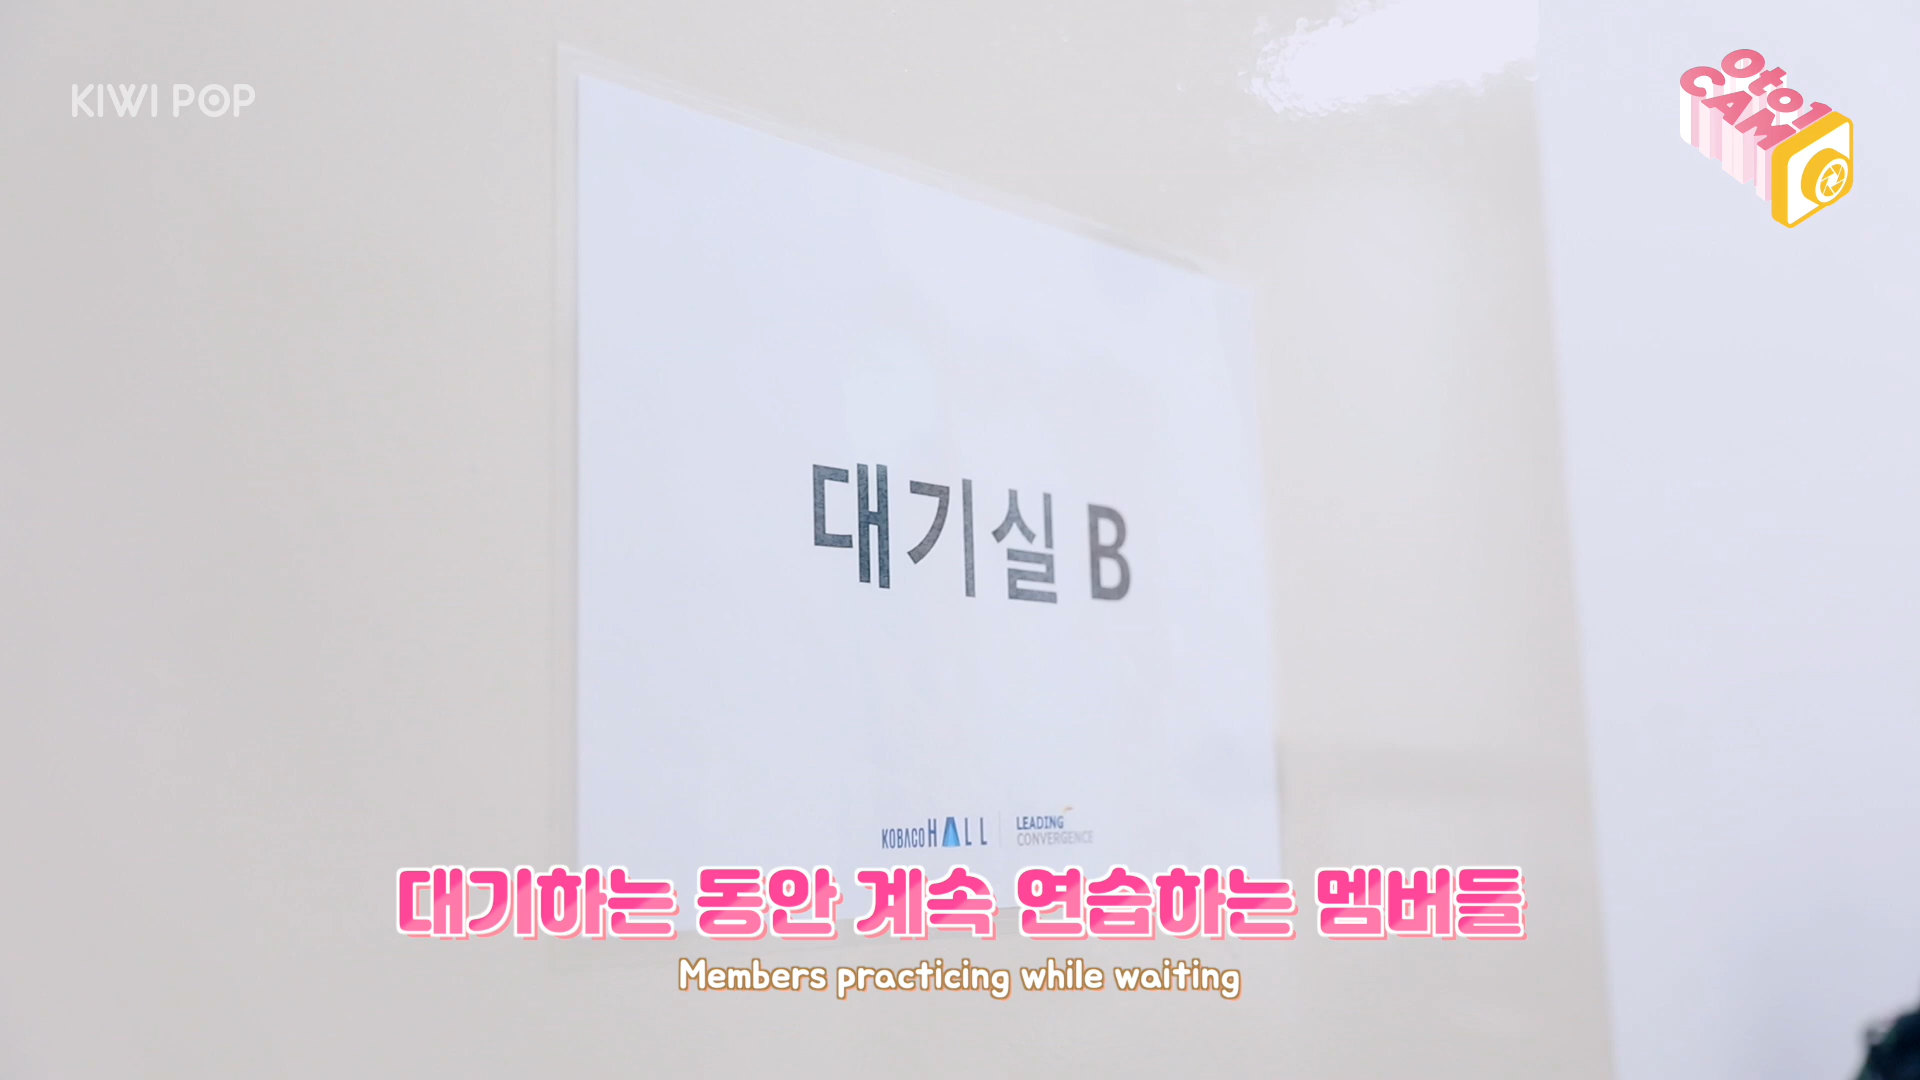 KIWI POP
Oto1
CAM
대기실 B
KOBACO HALL
LEADING
CONVERGENCE
대기하는 동안 계속 연습하는 멤버들
Members practicing while waiting